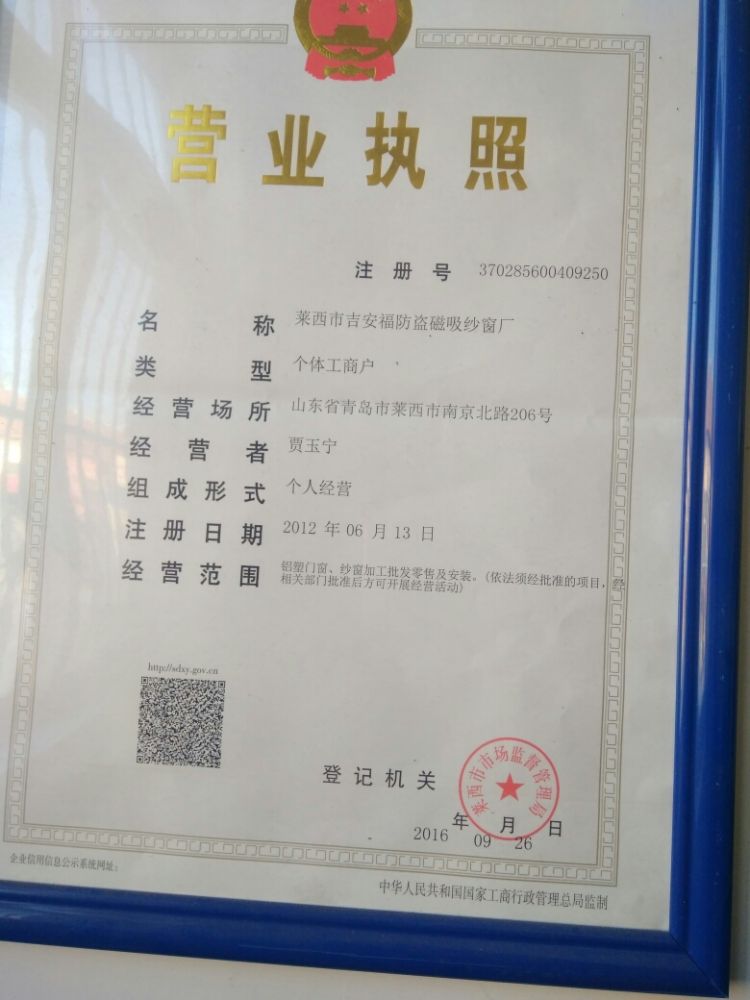 营业执照
注册号 370285600409250
名称 莱西市吉安福防盗磁吸纱窗厂
类型 个体工商户
经营场所 山东省青岛市莱西市南京北路206号
经营者 贾玉宁
组成形式 个人经营
注册日期 2012 年 06 月 13 日
经营范围 铝塑门窗、纱窗加工批发零售及安装。(依法须经批准的项目，经
相关部门批准后方可开展经营活动)
http://sdxy.gov.cn
登记机关
莱西市市场监督管理局
2016 年 09 月 26 日
企业信用信息公示系统网址：
中华人民共和国国家工商行政管理总局监制